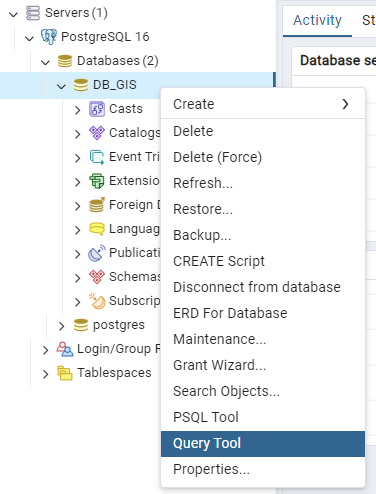 Servers (1)
PostgreSQL 16
Databases (2)
DB_GIS
Casts
Catalogs
Event Tri
Extension
Foreign D
Languag
Publicati
Schemas
Subscrip
postgres
Login/Group R
Tablespaces
Create
Delete
Delete (Force)
Refresh...
Restore...
Backup...
CREATE Script
Disconnect from database
ERD For Database
Maintenance...
Grant Wizard...
Search Objects...
PSQL Tool
Query Tool
Properties...
Activity St
Database se